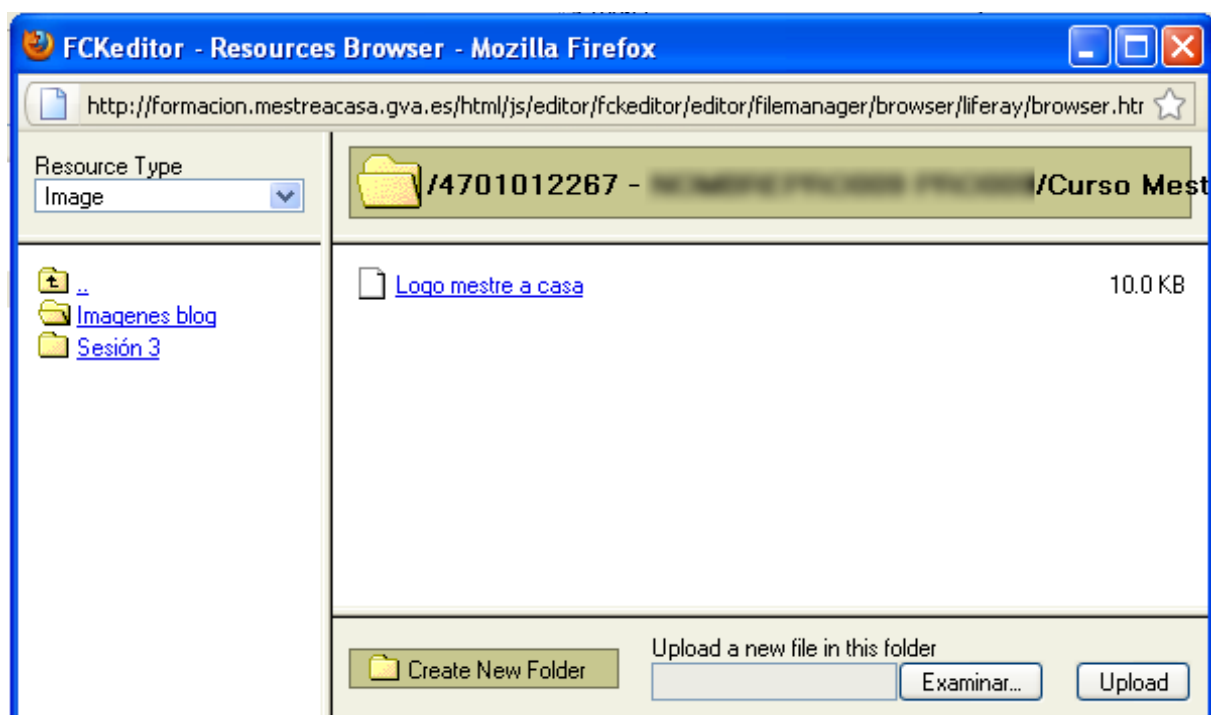 FCKeditor - Resources Browser - Mozilla Firefox
http://formacion.mestreacasa.gva.es/html/js/editor/fckeditor/editor/filemanager/browser/liferay/browser.htr
Resource Type
Image
/4701012267 - /Curso Mest
..
Imagenes blog
Sesión 3
Logo mestre a casa 10.0 KB
Create New Folder
Upload a new file in this folder
Examinar...
Upload